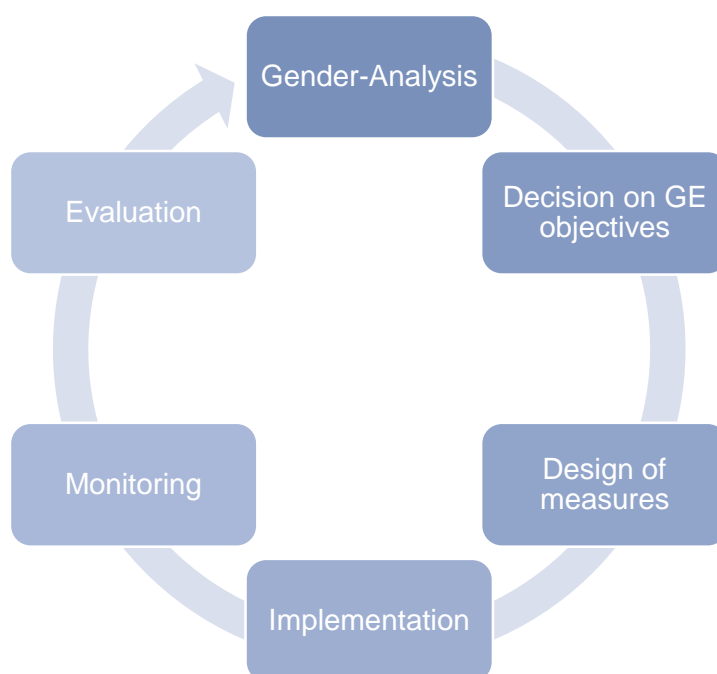 Gender-Analysis
Decision on GE
objectives
Design of
measures
Implementation
Monitoring
Evaluation